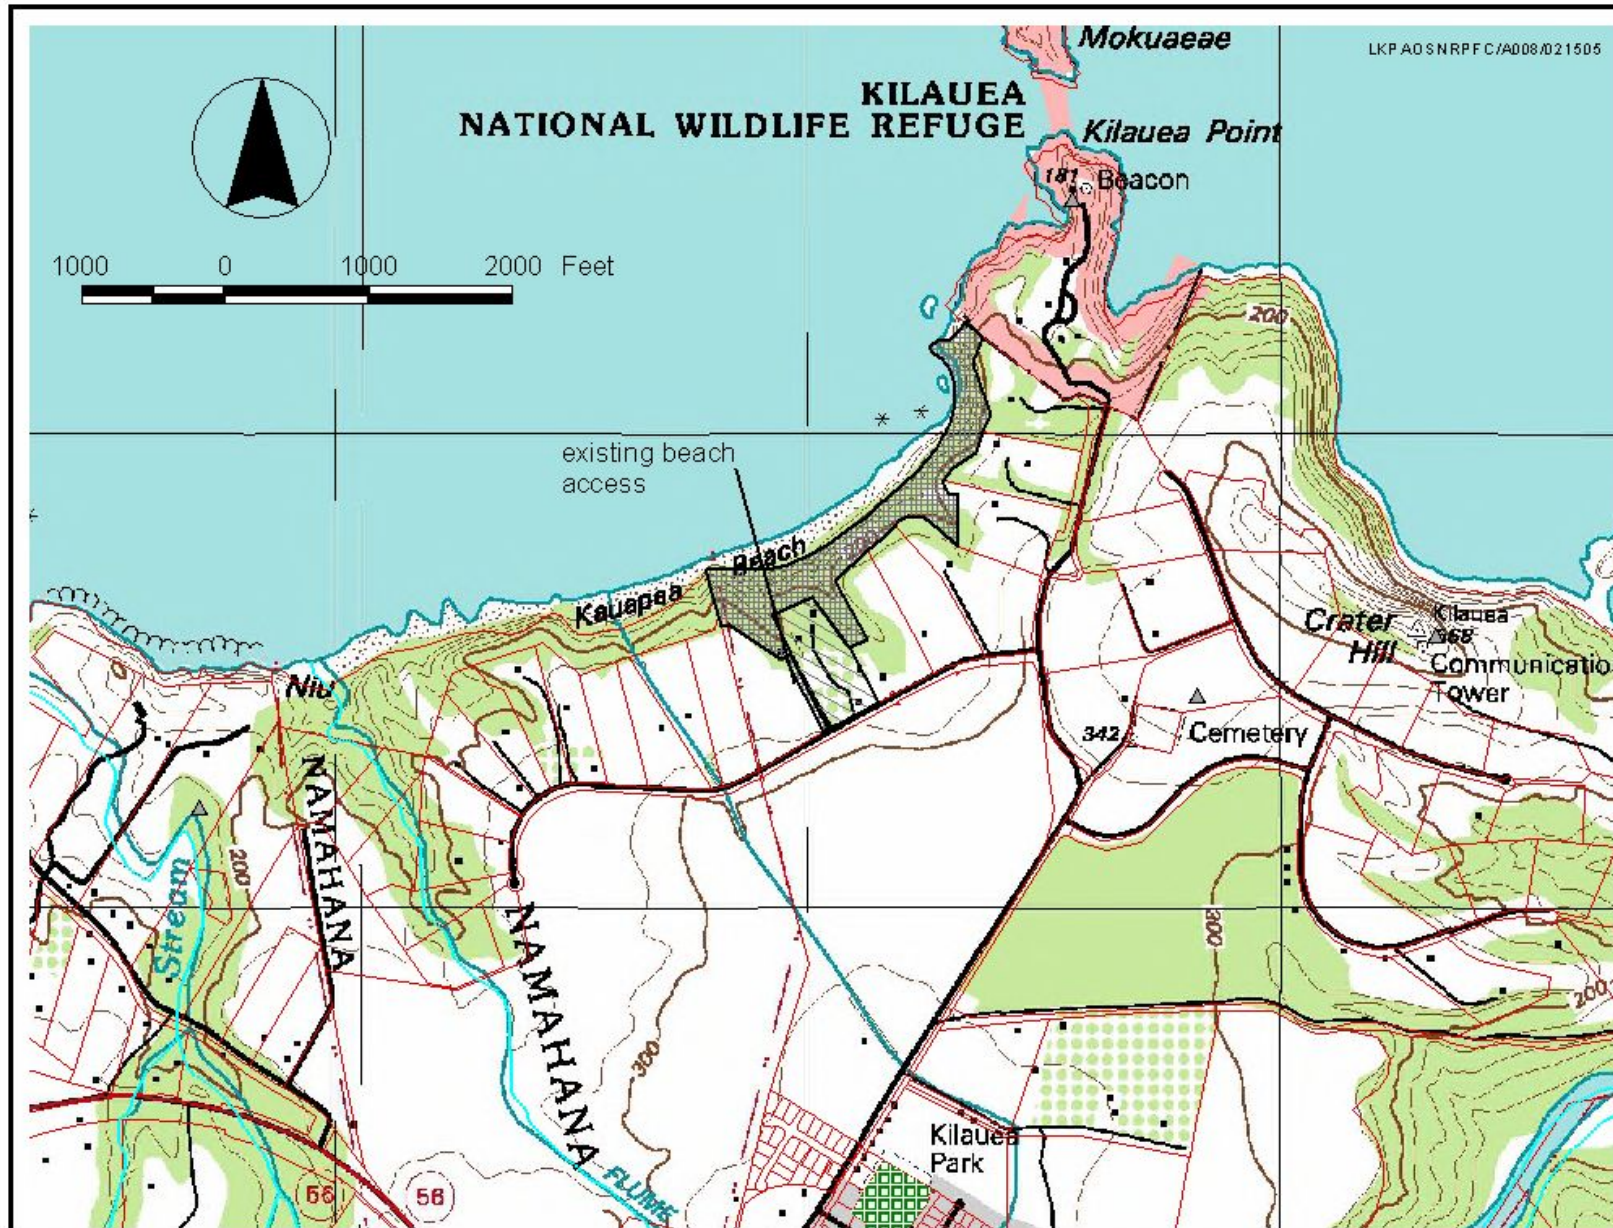 Mokuaeae
LKPAOSNRPFC/A008/021505
KILAUEA
NATIONAL WILDLIFE REFUGE
Kilauea Point
181
Beacon
1000 0 1000 2000 Feet
200
existing beach
access
Beach
Kauapea
Crater
Hill
Kilauea
Communicatio
Tower
Niu
342
Cemetery
NAMAHANA
200
Stream
NAMAHANA
300
200
300
Kilauea
Park
FLUME
56
56